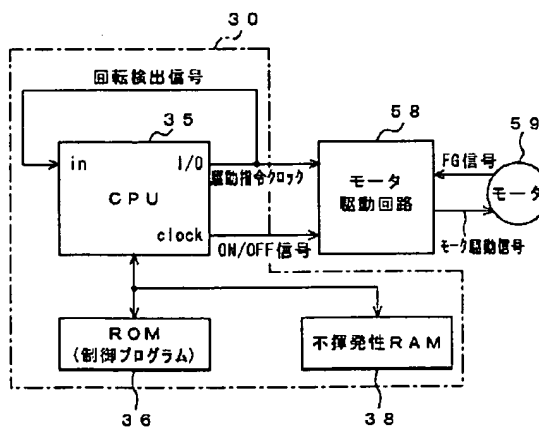 30
回転検出信号
35
58
59
in
I/O
CPU
clock
駆動指令クロック
ON/OFF信号
モータ
駆動回路
FG信号
モータ
モータ駆動信号
ROM
(制御プログラム)
不揮発性RAM
36
38